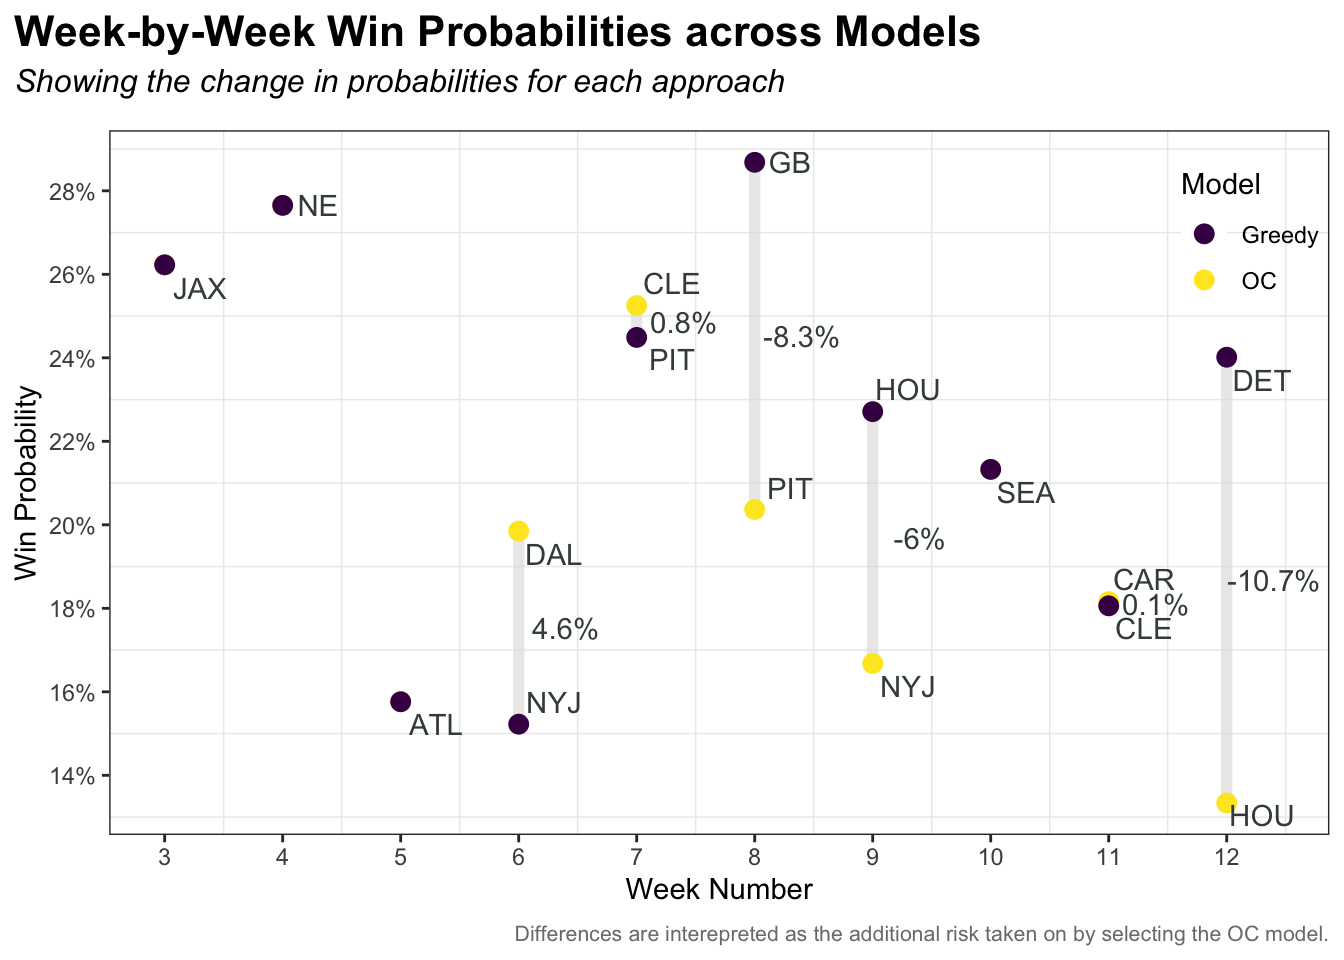 Week-by-Week Win Probabilities across Models
Showing the change in probabilities for each approach
Win Probability
28%
26%
24%
22%
20%
18%
16%
14%
JAX
NE
ATL
DAL
4.6%
NYJ
CLE
0.8%
PIT
GB
-8.3%
PIT
HOU
-6%
NYJ
SEA
CAR
0.1%
CLE
DET
-10.7%
HOU
Model
Greedy
OC
3 4 5 6 7 8 9 10 11 12
Week Number
Differences are interepreted as the additional risk taken on by selecting the OC model.